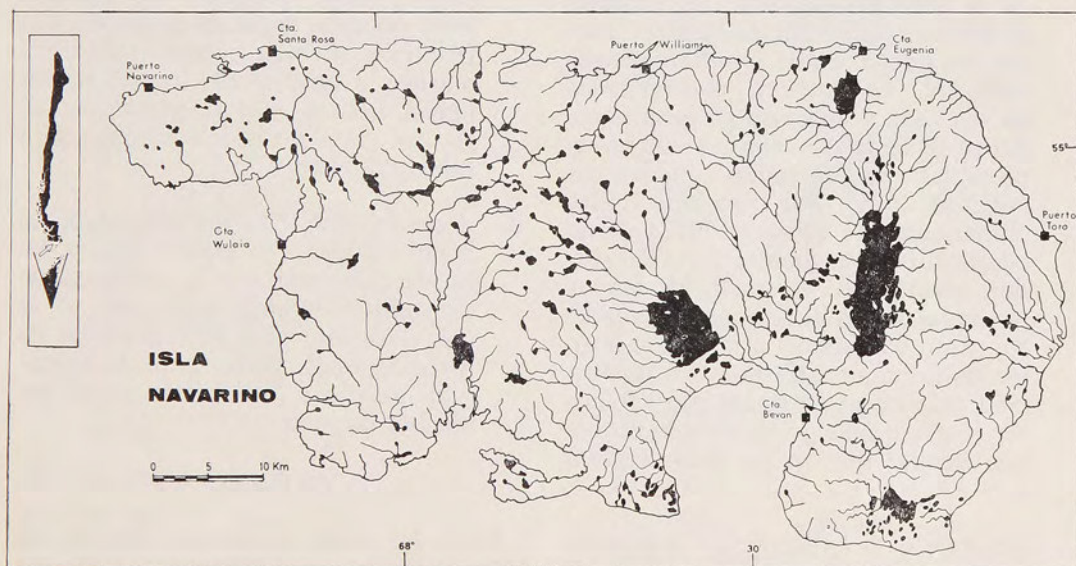 Cta.
Santa Rosa
Puerto Williams
Cta.
Eugenia
Puerto
Navarino
55°
Puerto
Toro
Cta.
Wulaia
ISLA
NAVARINO
Cta.
Bevan
0 5 10 Km
68°
30